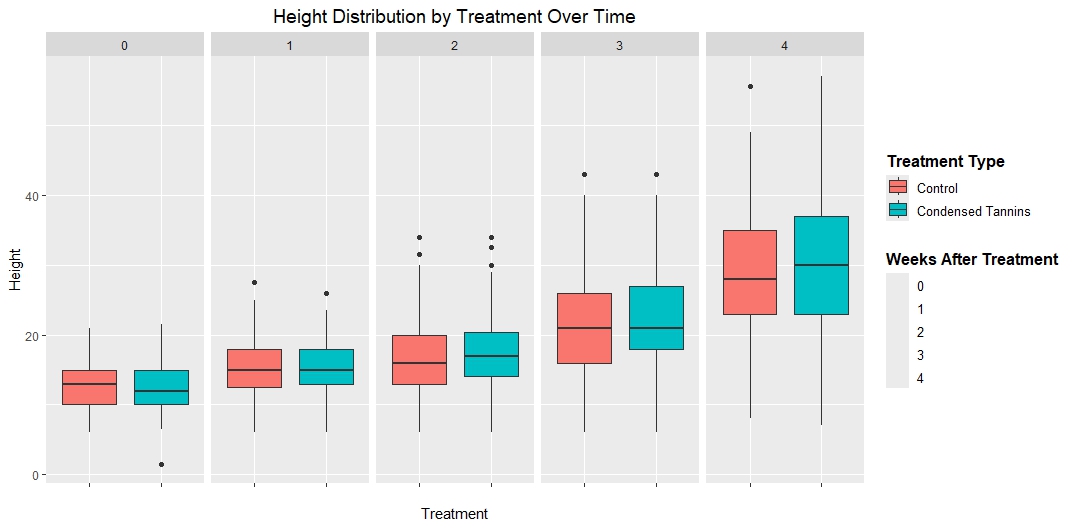 Height Distribution by Treatment Over Time
0 1 2 3 4
40
20
0
Height
Treatment
Treatment Type
Control
Condensed Tannins
Weeks After Treatment
0
1
2
3
4